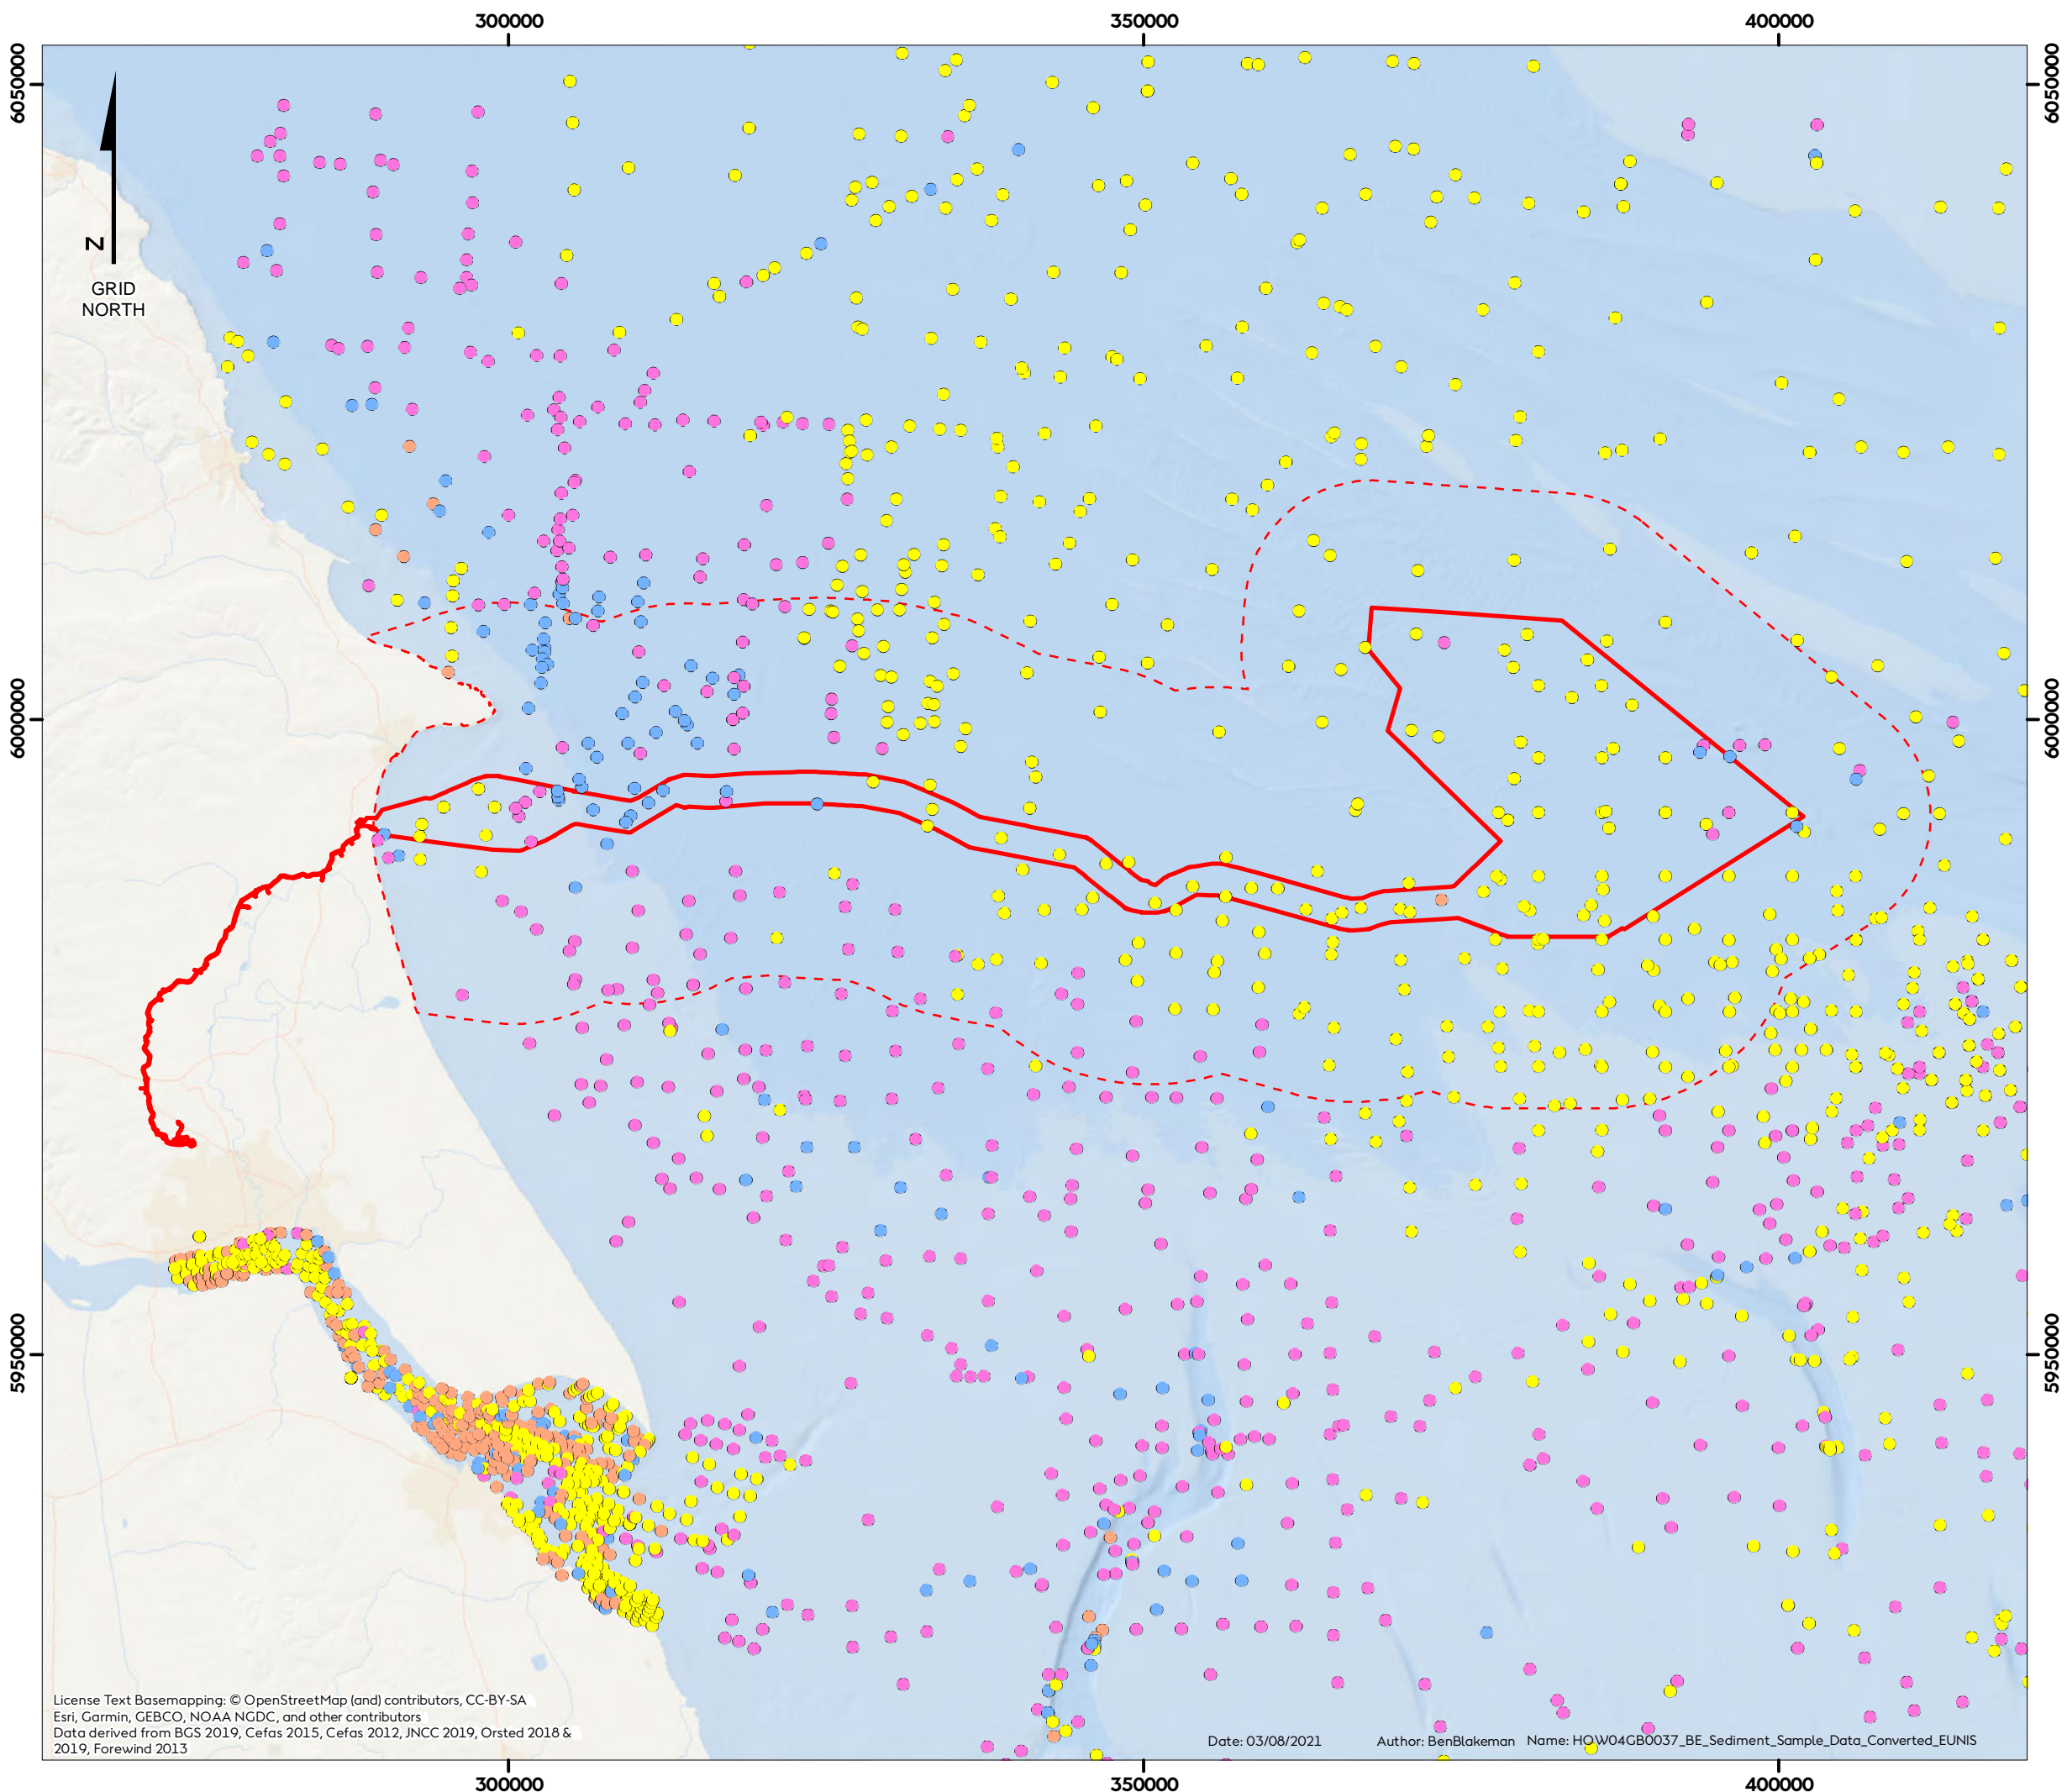 300000 350000 400000
6050000 6050000
N
GRID
NORTH
6000000 6000000
5950000 5950000
License Text Basemapping: © OpenStreetMap (and) contributors, CC-BY-SA
Esri, Garmin, GEBCO, NOAA NGDC, and other contributors
Data derived from BGS 2019, Cefas 2015, Cefas 2012, JNCC 2019, Orsted 2018 &
2019, Forewind 2013
Date: 03/08/2021 Author: BenBlakeman Name: HOW04GB0037_BE_Sediment_Sample_Data_Converted_EUNIS
300000 350000 400000